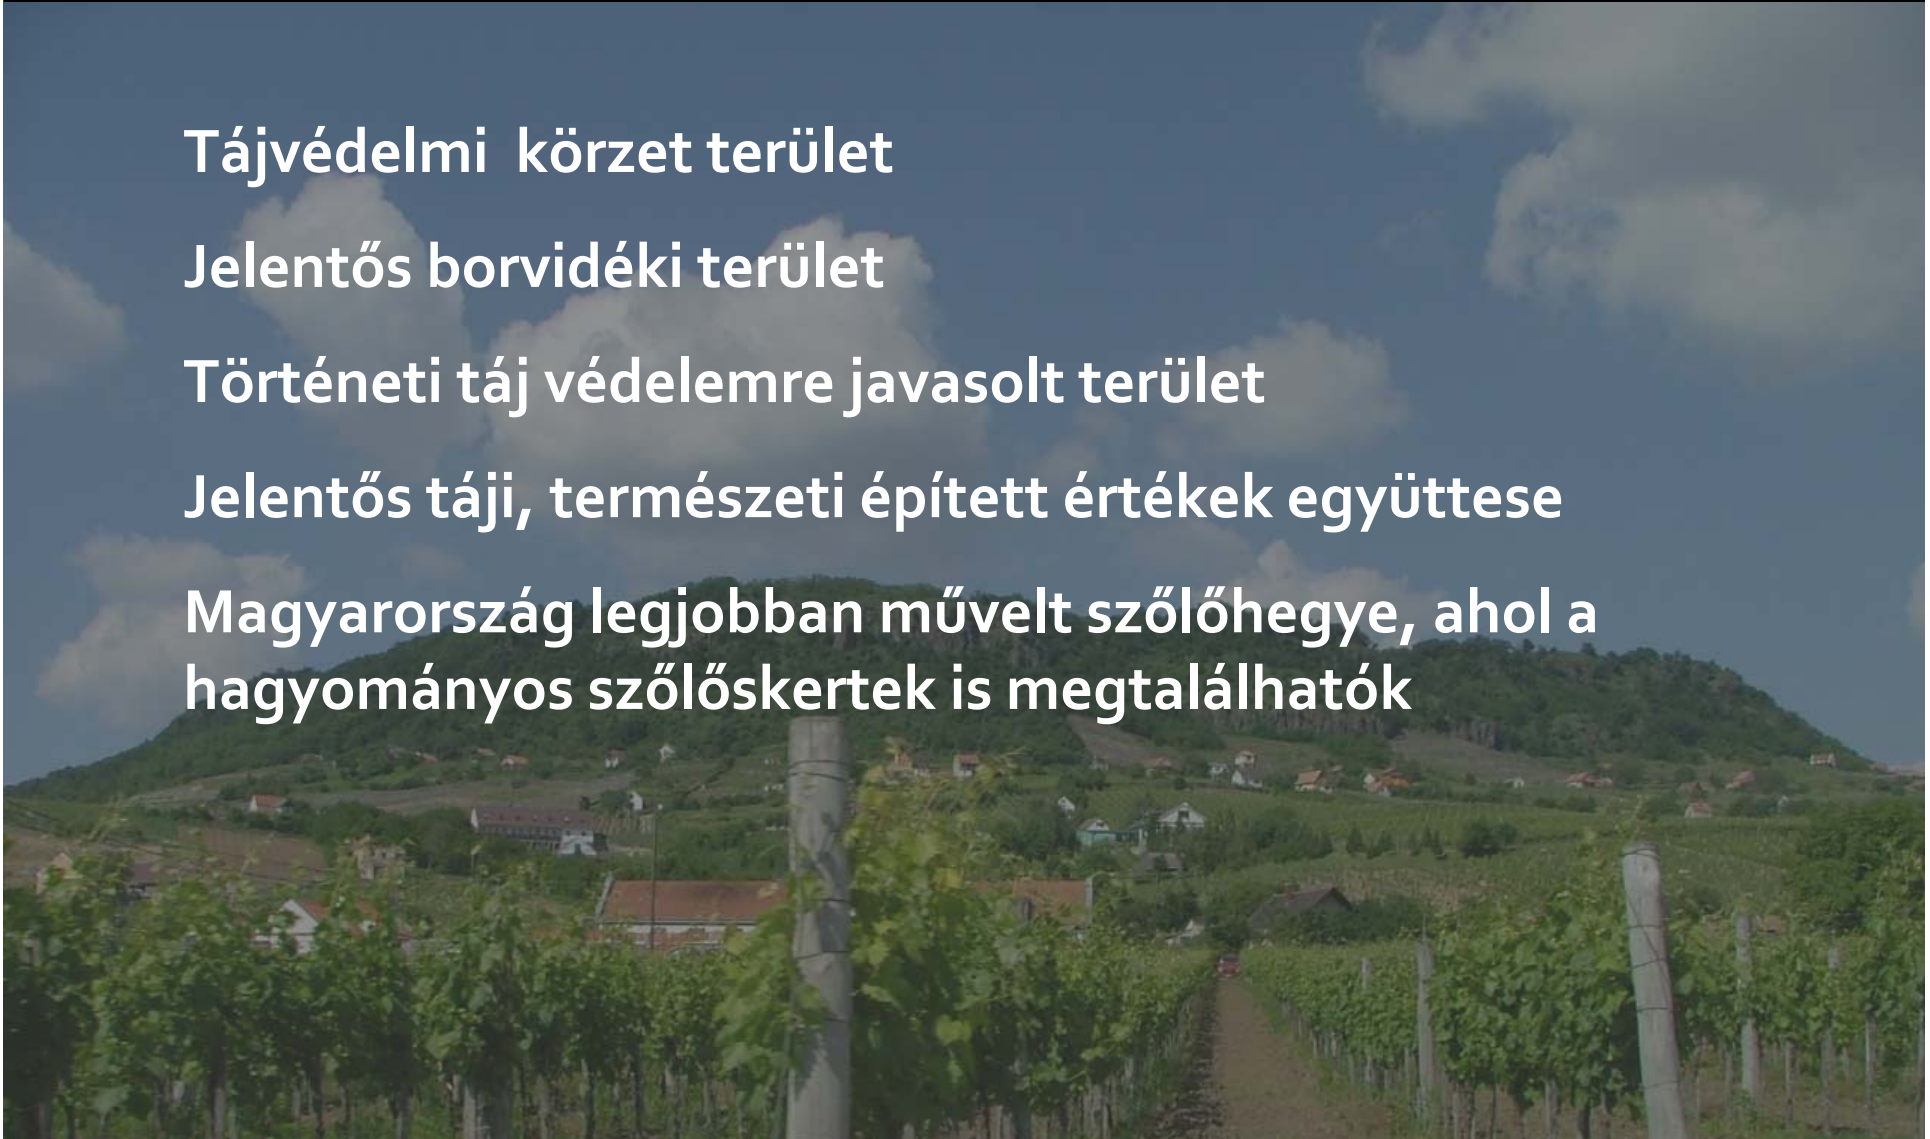 Tájvédelmi  körzet terület
Jelentős borvidéki terület
Történeti táj védelemre javasolt terület
Jelentős táji, természeti épített értékek együttese
Magyarország legjobban művelt szőlőhegye, ahol a
hagyományos szőlőskertek is megtalálhatók